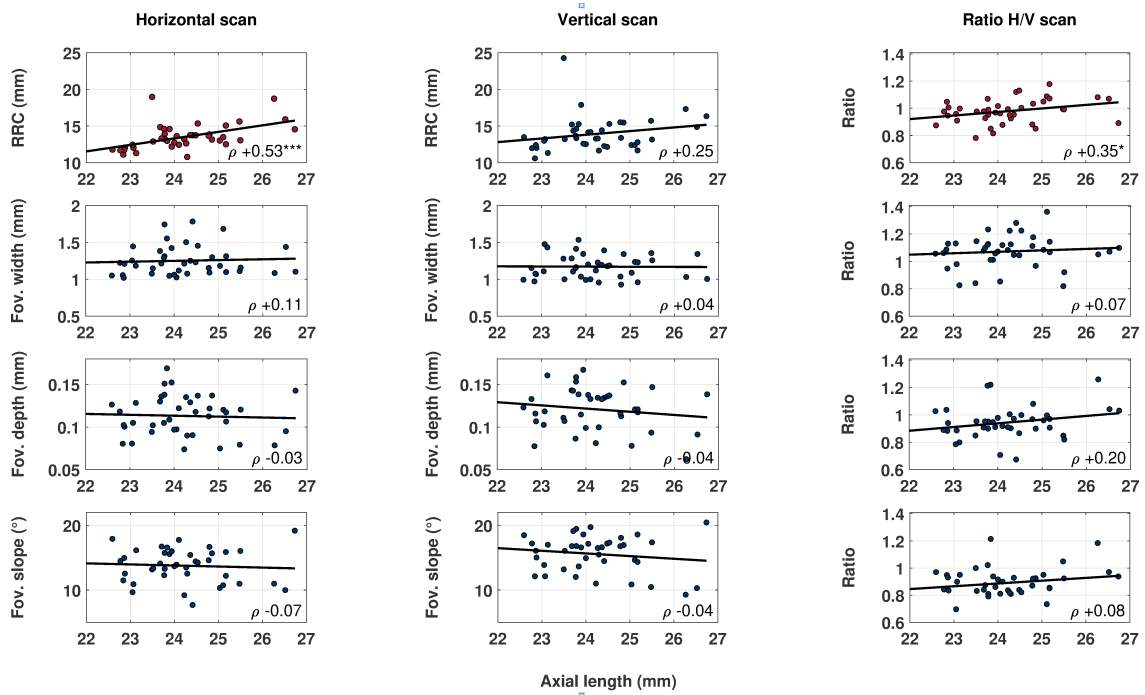 Horizontal scan Vertical scan Ratio H/V scan
RRC (mm) 25 20 15 10 ρ +0.53***
22 23 24 25 26 27
RRC (mm) 25 20 15 10 ρ +0.25
22 23 24 25 26 27
Ratio 1.4 1.2 1 0.8 0.6 ρ +0.35*
22 23 24 25 26 27
Fov. width (mm) 2 1.5 1 0.5 ρ +0.11
22 23 24 25 26 27
Fov. width (mm) 2 1.5 1 0.5 ρ +0.04
22 23 24 25 26 27
Ratio 1.4 1.2 1 0.8 0.6 ρ +0.07
22 23 24 25 26 27
Fov. depth (mm) 0.15 0.1 0.05 ρ -0.03
22 23 24 25 26 27
Fov. depth (mm) 0.15 0.1 0.05 ρ -0.04
22 23 24 25 26 27
Ratio 1.4 1.2 1 0.8 0.6 ρ +0.20
22 23 24 25 26 27
Fov. slope (°) 20 10 ρ -0.07
22 23 24 25 26 27
Fov. slope (°) 20 10 ρ -0.04
22 23 24 25 26 27
Ratio 1.4 1.2 1 0.8 0.6 ρ +0.08
22 23 24 25 26 27
Axial length (mm)